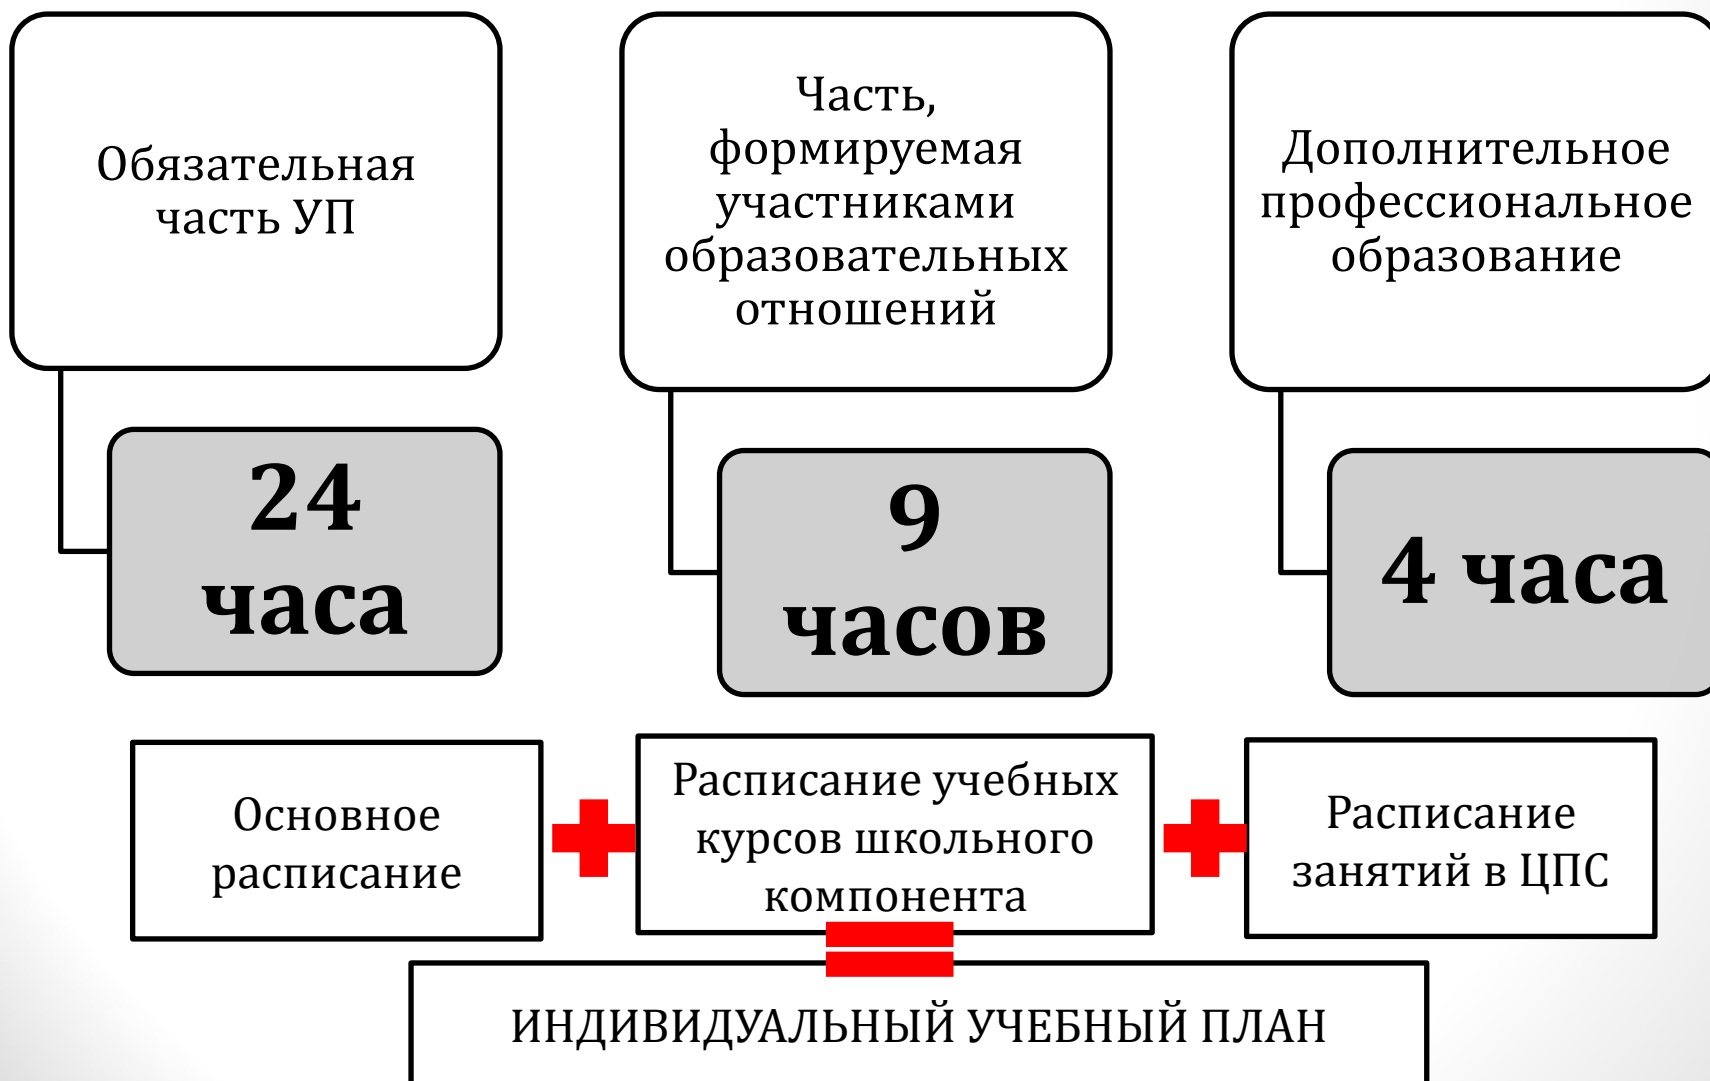 Обязательная
часть УП
Часть,
формируемая
участниками
образовательных
отношений
Дополнительное
профессиональное
образование
24
часа
9
часов
4 часа
Основное
расписание
Расписание учебных
курсов школьного
компонента
Расписание
занятий в ЦПС
ИНДИВИДУАЛЬНЫЙ УЧЕБНЫЙ ПЛАН